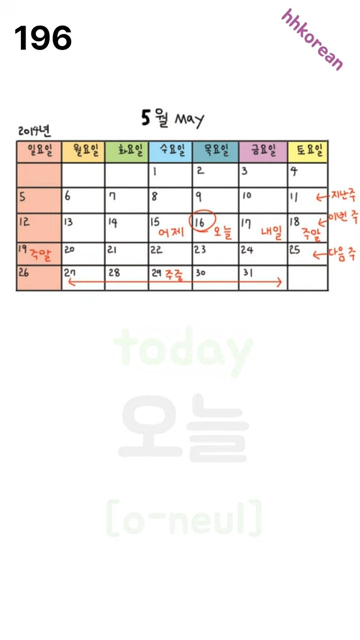 196
hhkorean
5월 May
2014년
일요일 월요일 화요일 수요일 목요일 금요일 토요일
1 2 3 4
5 6 7 8 9 10 11 지난주
12 13 14 15 16 17 18 이번 주
어제 오늘 내일 주말
19 주말 20 21 22 23 24 25 다음 주
26 27 28 29 주중 30 31
today
오늘
[o-neul]